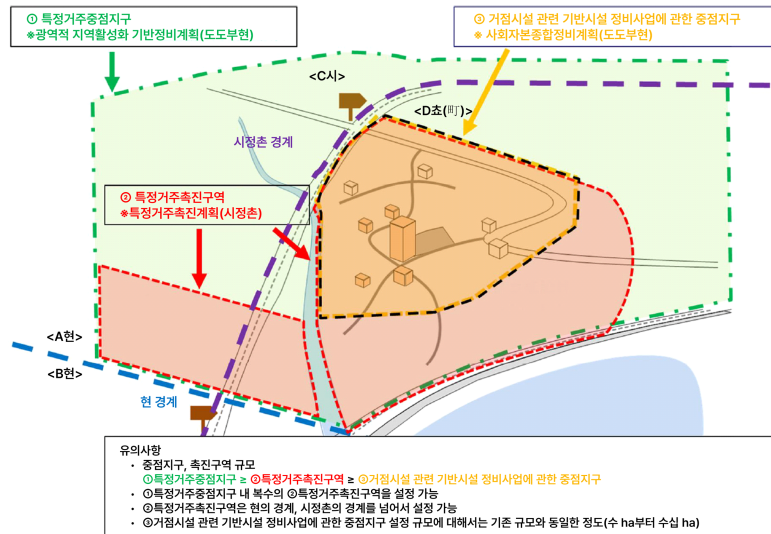 ① 특정거주중점지구
※광역적 지역활성화 기반정비계획(도도부현)
③ 거점시설 관련 기반시설 정비사업에 관한 중점지구
※ 사회자본종합정비계획(도도부현)
<C시>
<D쵸(町)>
시정촌 경계
② 특정거주촉진구역
※특정거주촉진계획(시정촌)
<A현>
<B현>
현 경계
유의사항
• 중점지구, 촉진구역 규모
①특정거주중점지구 ≥ ②특정거주촉진구역 ≥ ③거점시설 관련 기반시설 정비사업에 관한 중점지구
• ①특정거주중점지구 내 복수의 ②특정거주촉진구역을 설정 가능
• ②특정거주촉진구역은 현의 경계, 시정촌의 경계를 넘어서 설정 가능
• ③거점시설 관련 기반시설 정비사업에 관한 중점지구 설정 규모에 대해서는 기존 규모와 동일한 정도(수 ha부터 수십 ha)